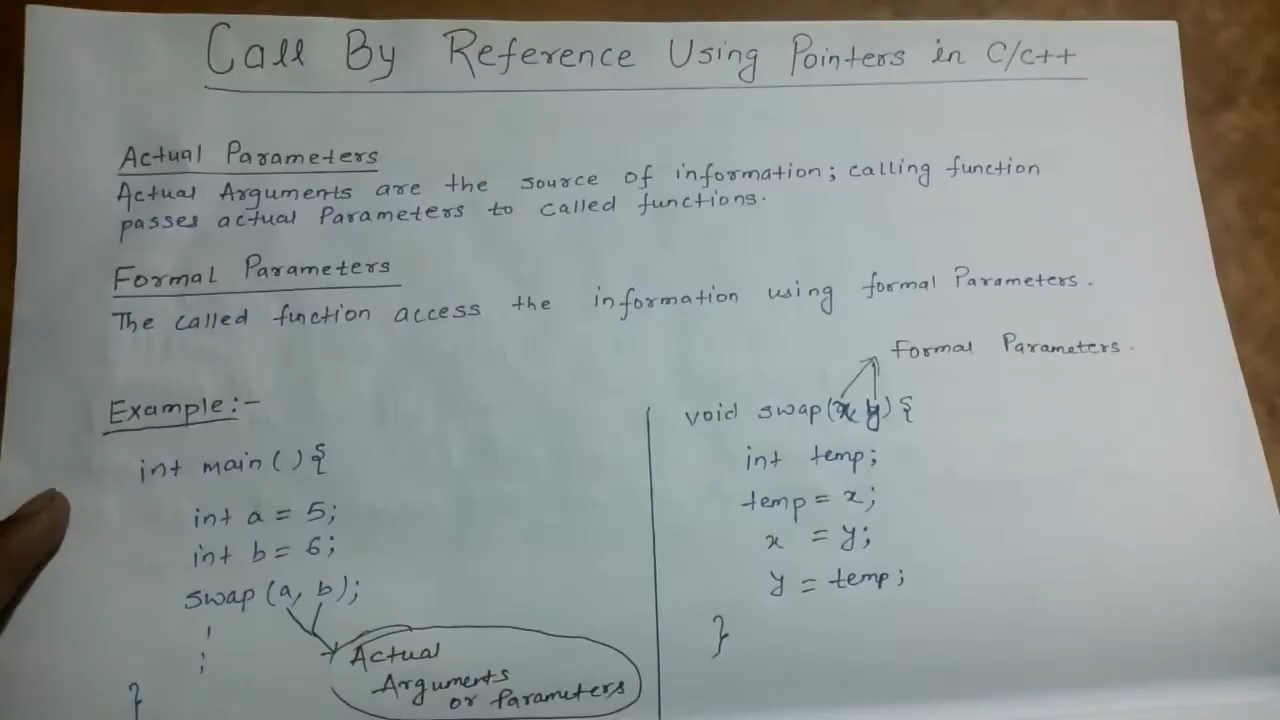 Call By Reference Using Pointers in C/C++
Actual Parameters
Actual Arguments are the source of information; calling function
passes actual Parameters to called functions.
Formal Parameters
The called function access the information using formal Parameters.
Example:-
int main(){
int a = 5;
int b = 6;
swap (a, b);
}
Actual
Arguments
or Parameters
Formal Parameters.
void swap(x y){
int temp;
temp = x;
x = y;
y = temp;
}